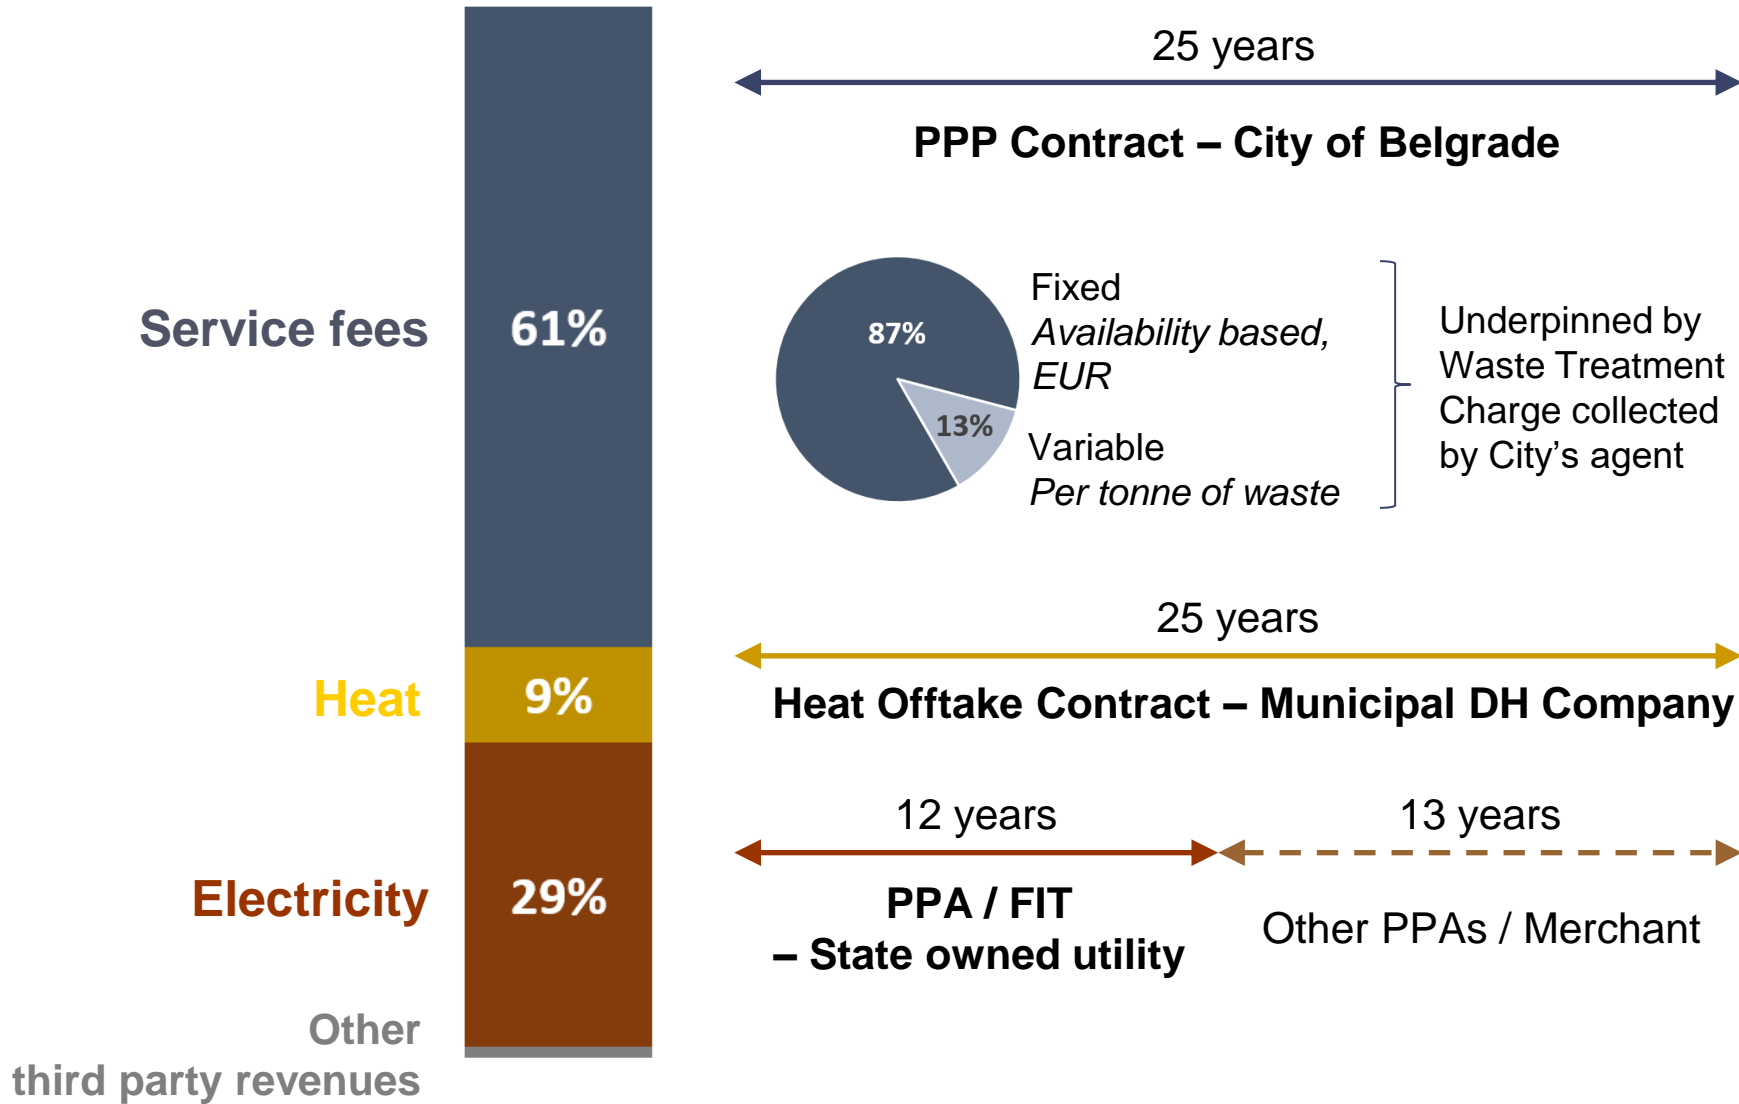 25 years
PPP Contract – City of Belgrade
Service fees
61%
87%
13%
Fixed
Availability based,
EUR
Variable
Per tonne of waste
Underpinned by
Waste Treatment
Charge collected
by City’s agent
25 years
Heat
9%
Heat Offtake Contract – Municipal DH Company
12 years
13 years
Electricity
29%
PPA / FIT
– State owned utility
Other PPAs / Merchant
Other
third party revenues